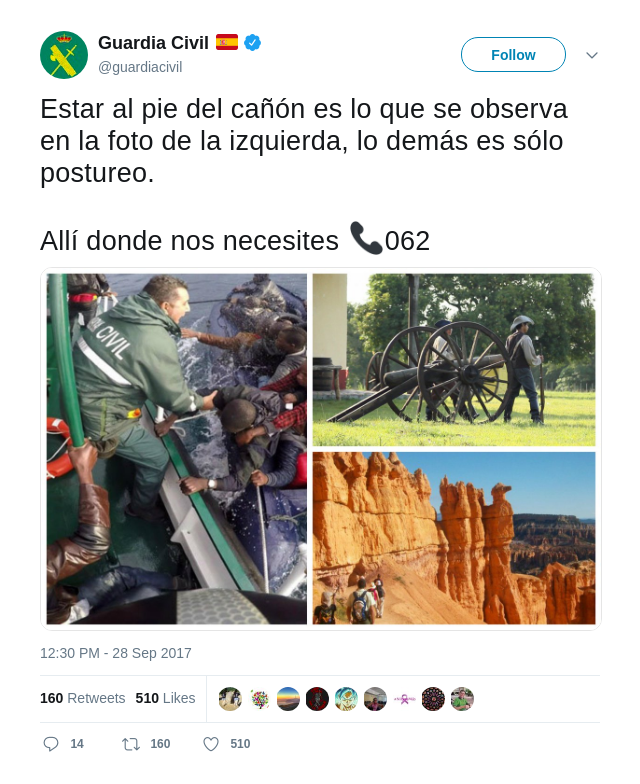 Guardia Civil
@guardiacivil
Follow
Estar al pie del cañón es lo que se observa
en la foto de la izquierda, lo demás es sólo
postureo.
Allí donde nos necesites 📞062
CIVIL
12:30 PM - 28 Sep 2017
160 Retweets 510 Likes
14 160 510